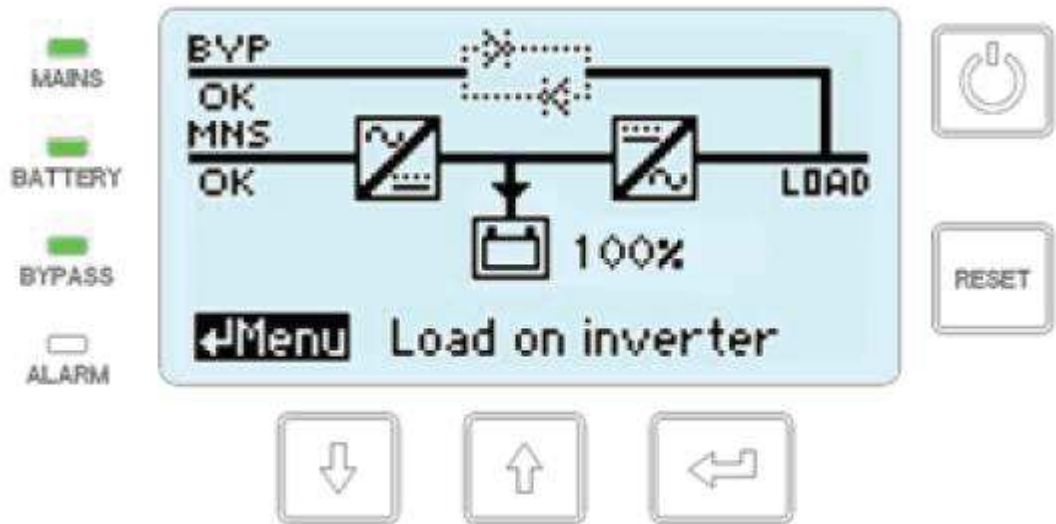 BYP
OK
MNS
OK
LOAD
100%
Menu Load on inverter
MAINS
BATTERY
BYPASS
ALARM
RESET